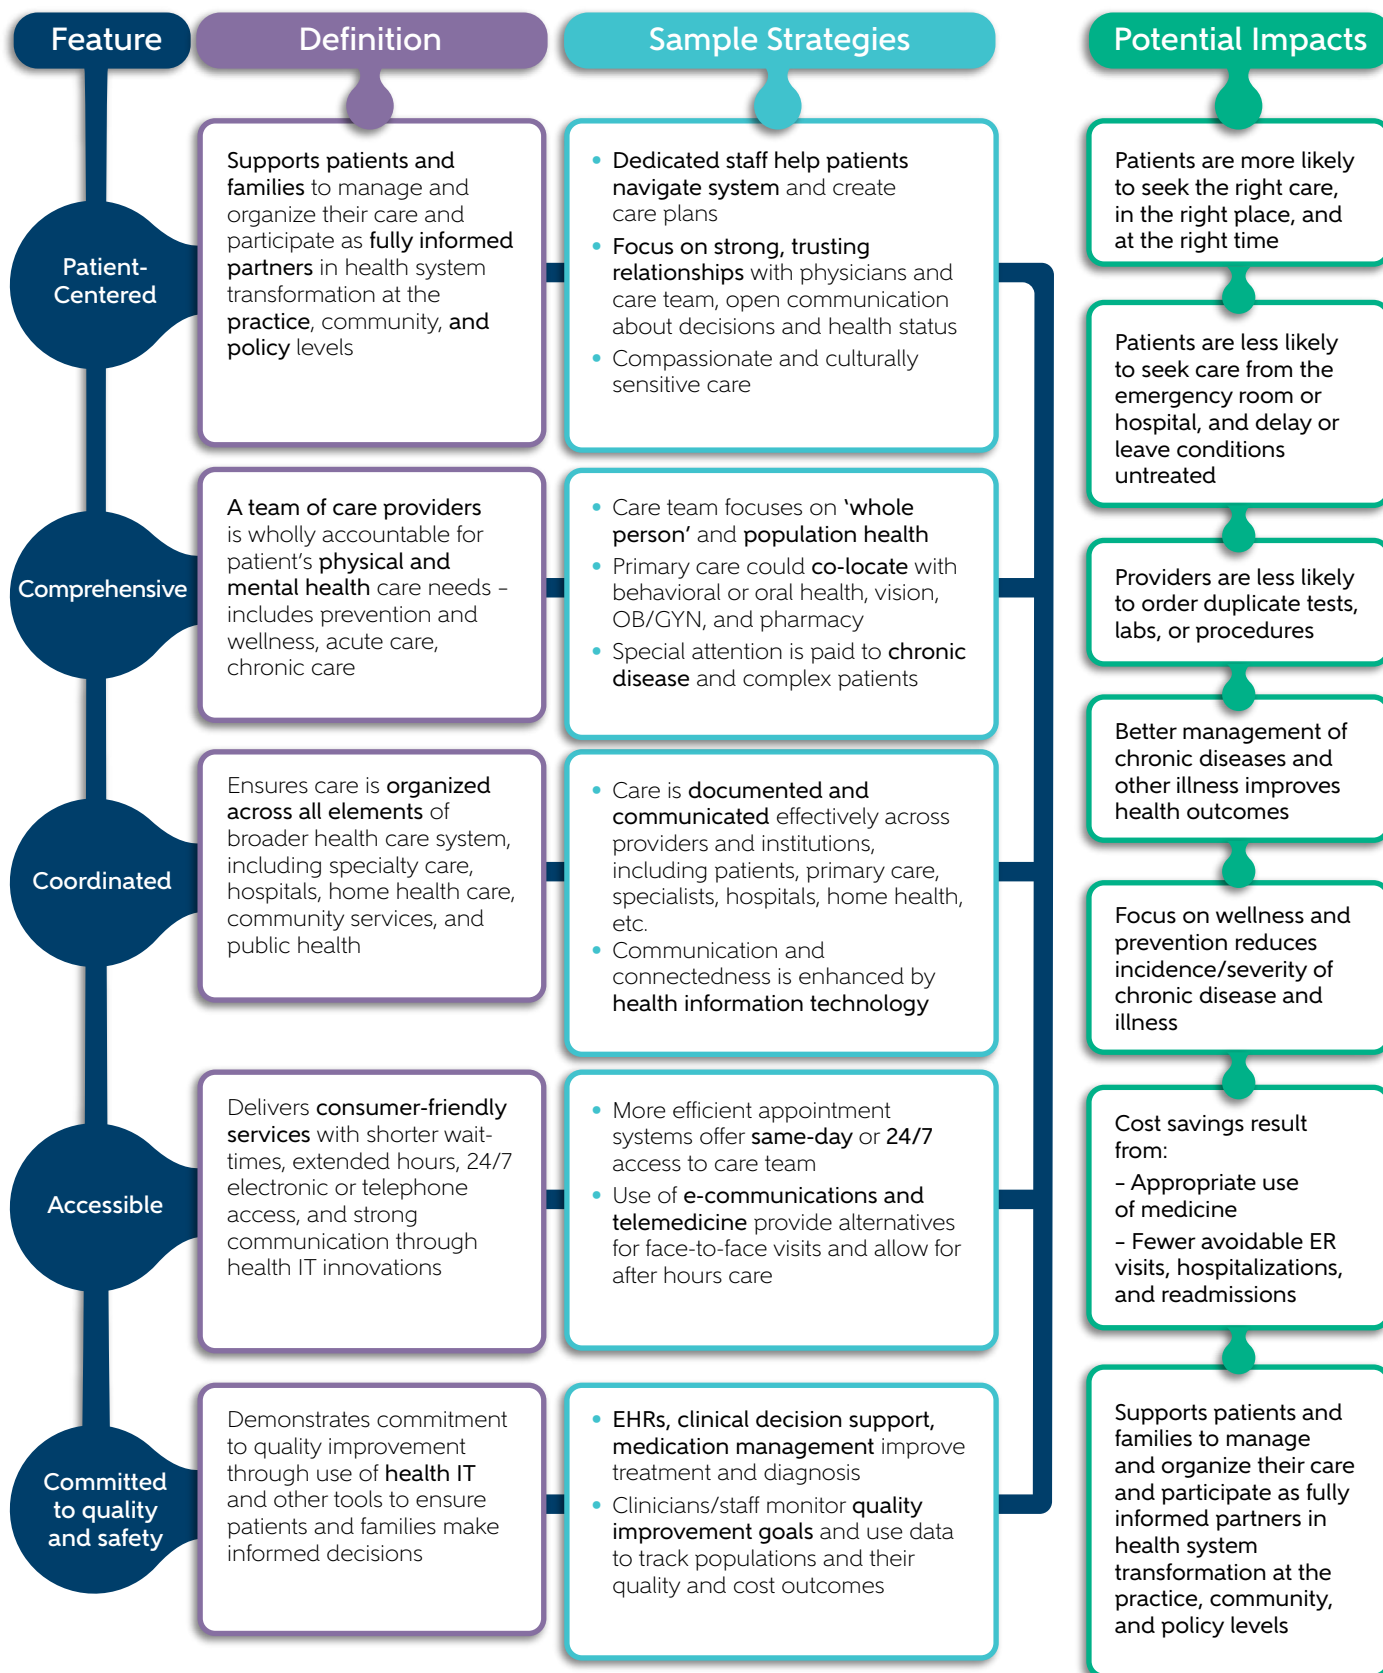 Feature
Definition
Sample Strategies
Potential Impacts
Patient-
Centered
Supports patients and
families to manage and
organize their care and
participate as fully informed
partners in health system
transformation at the
practice, community, and
policy levels
• Dedicated staff help patients
navigate system and create
care plans
• Focus on strong, trusting
relationships with physicians and
care team, open communication
about decisions and health status
• Compassionate and culturally
sensitive care
Comprehensive
A team of care providers
is wholly accountable for
patient's physical and
mental health care needs –
includes prevention and
wellness, acute care,
chronic care
• Care team focuses on 'whole
person' and population health
• Primary care could co-locate with
behavioral or oral health, vision,
OB/GYN, and pharmacy
• Special attention is paid to chronic
disease and complex patients
Coordinated
Ensures care is organized
across all elements of
broader health care system,
including specialty care,
hospitals, home health care,
community services, and
public health
• Care is documented and
communicated effectively across
providers and institutions,
including patients, primary care,
specialists, hospitals, home health,
etc.
• Communication and
connectedness is enhanced by
health information technology
Accessible
Delivers consumer-friendly
services with shorter wait-
times, extended hours, 24/7
electronic or telephone
access, and strong
communication through
health IT innovations
• More efficient appointment
systems offer same-day or 24/7
access to care team
• Use of e-communications and
telemedicine provide alternatives
for face-to-face visits and allow for
after hours care
Committed
to quality
and safety
Demonstrates commitment
to quality improvement
through use of health IT
and other tools to ensure
patients and families make
informed decisions
• EHRs, clinical decision support,
medication management improve
treatment and diagnosis
• Clinicians/staff monitor quality
improvement goals and use data
to track populations and their
quality and cost outcomes
Patients are more likely
to seek the right care,
in the right place, and
at the right time
Patients are less likely
to seek care from the
emergency room or
hospital, and delay or
leave conditions
untreated
Providers are less likely
to order duplicate tests,
labs, or procedures
Better management of
chronic diseases and
other illness improves
health outcomes
Focus on wellness and
prevention reduces
incidence/severity of
chronic disease and
illness
Cost savings result
from:
– Appropriate use
of medicine
– Fewer avoidable ER
visits, hospitalizations,
and readmissions
Supports patients and
families to manage
and organize their care
and participate as fully
informed partners in
health system
transformation at the
practice, community,
and policy levels